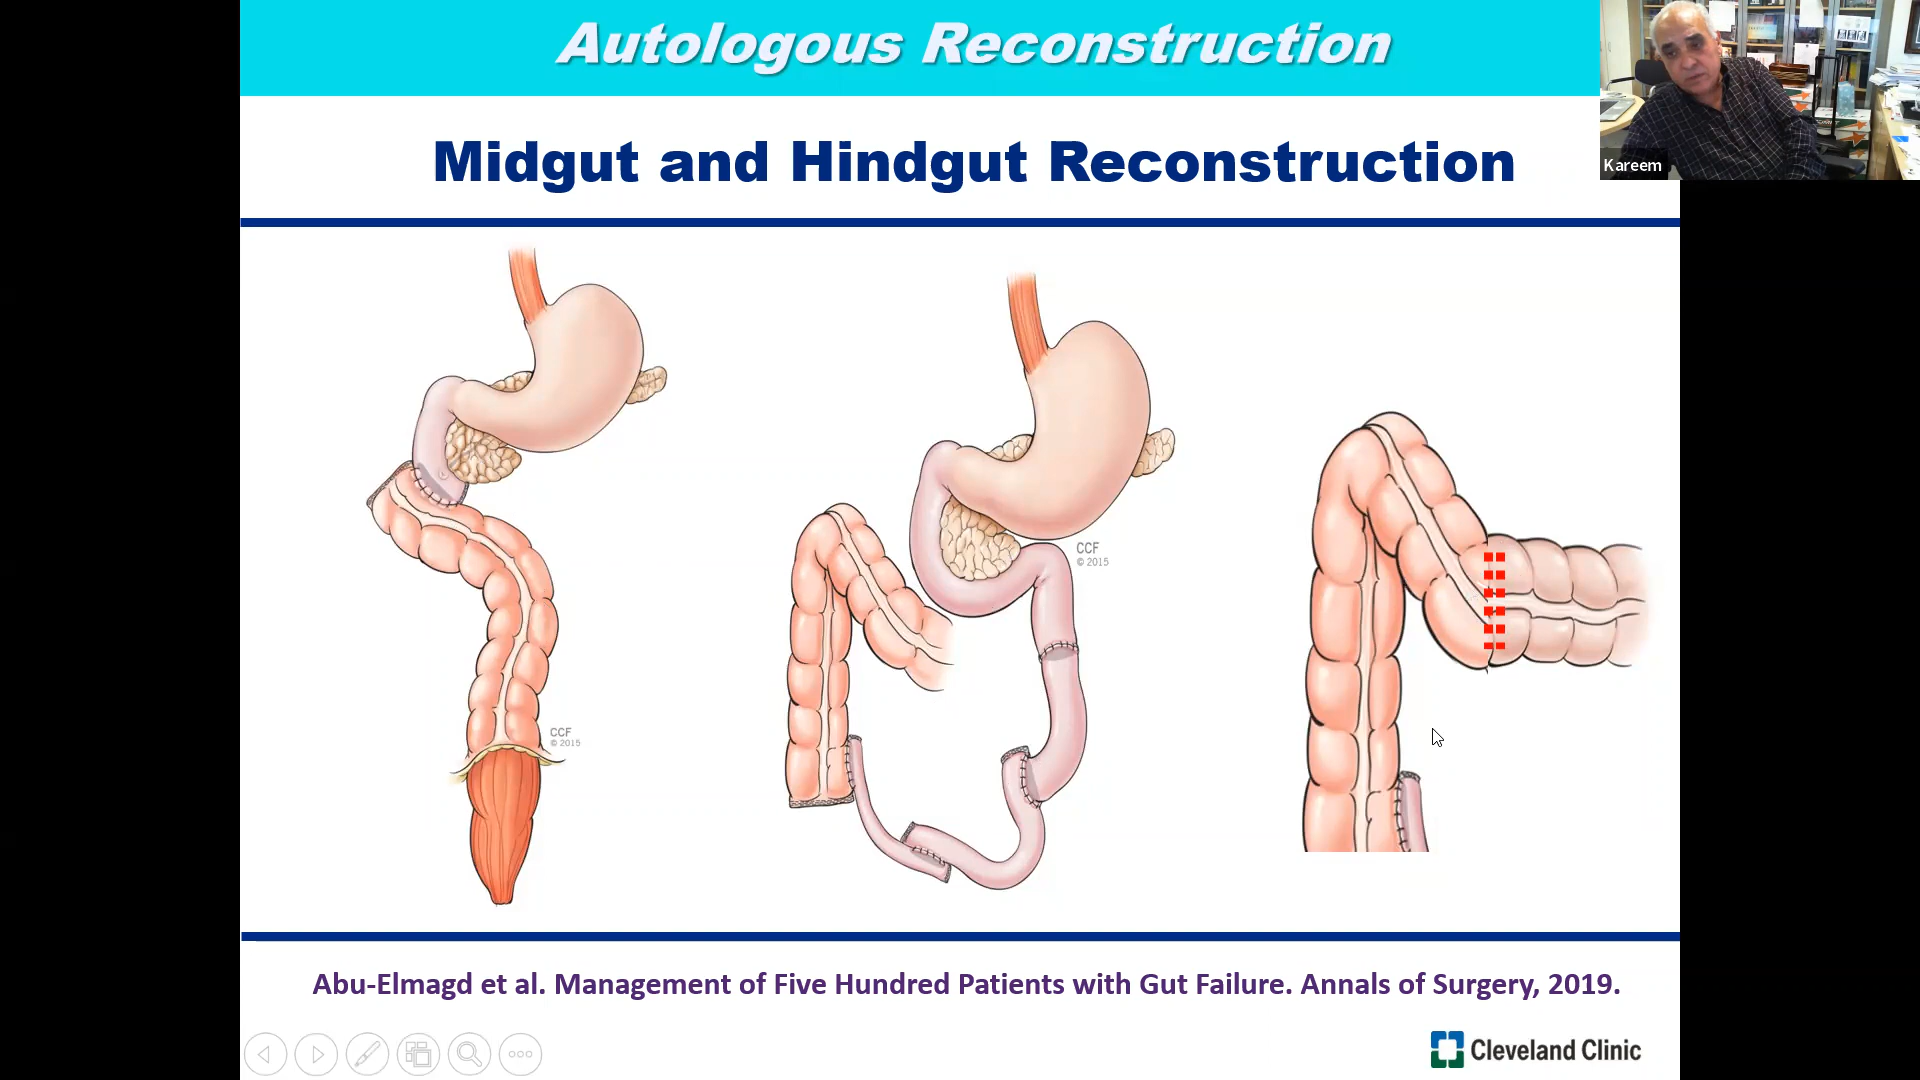 Autologous Reconstruction
Kareem
Midgut and Hindgut Reconstruction
CCF
© 2015
CCF
© 2015
Abu-Elmagd et al. Management of Five Hundred Patients with Gut Failure. Annals of Surgery, 2019.
Cleveland Clinic